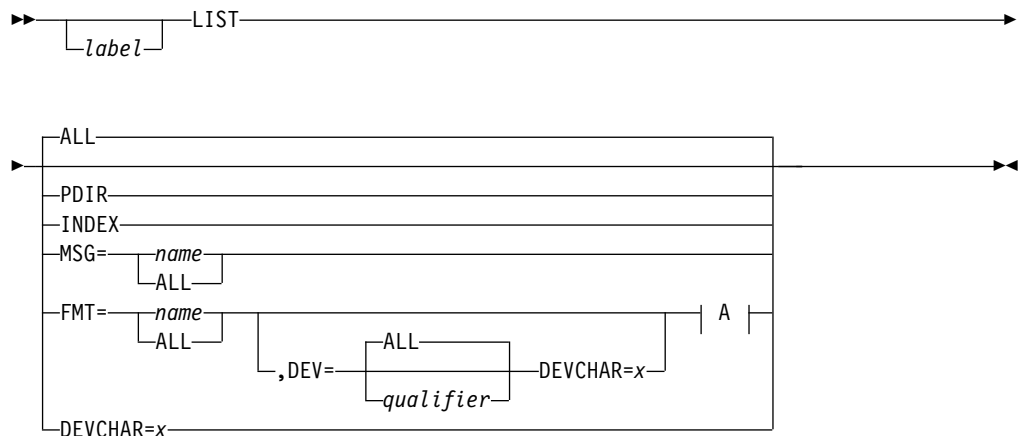 LIST
label
ALL
PDIR
INDEX
MSG= name
ALL
FMT= name A
ALL ALL
,DEV= DEVCHAR=x
qualifier
DEVCHAR=x